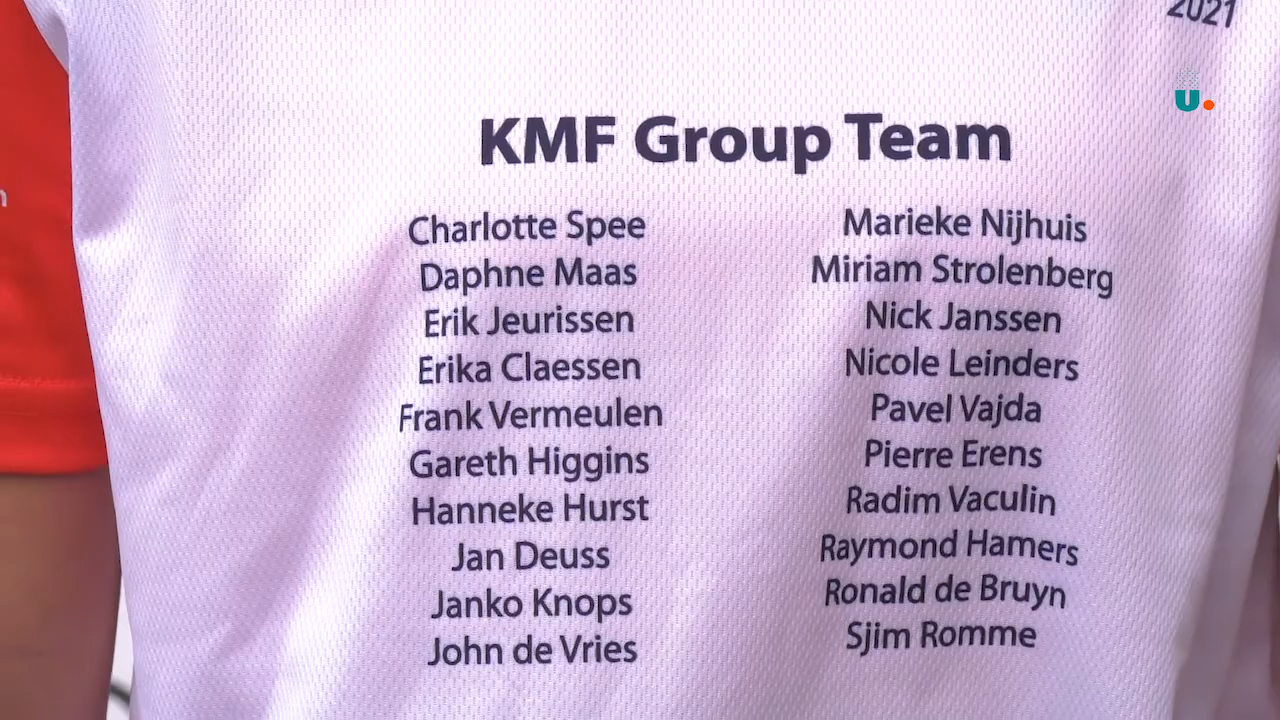 2021
U.
KMF Group Team
Charlotte Spee
Daphne Maas
Erik Jeurissen
Erika Claessen
Frank Vermeulen
Gareth Higgins
Hanneke Hurst
Jan Deuss
Janko Knops
John de Vries
Marieke Nijhuis
Miriam Strolenberg
Nick Janssen
Nicole Leinders
Pavel Vajda
Pierre Erens
Radim Vaculin
Raymond Hamers
Ronald de Bruyn
Sjim Romme